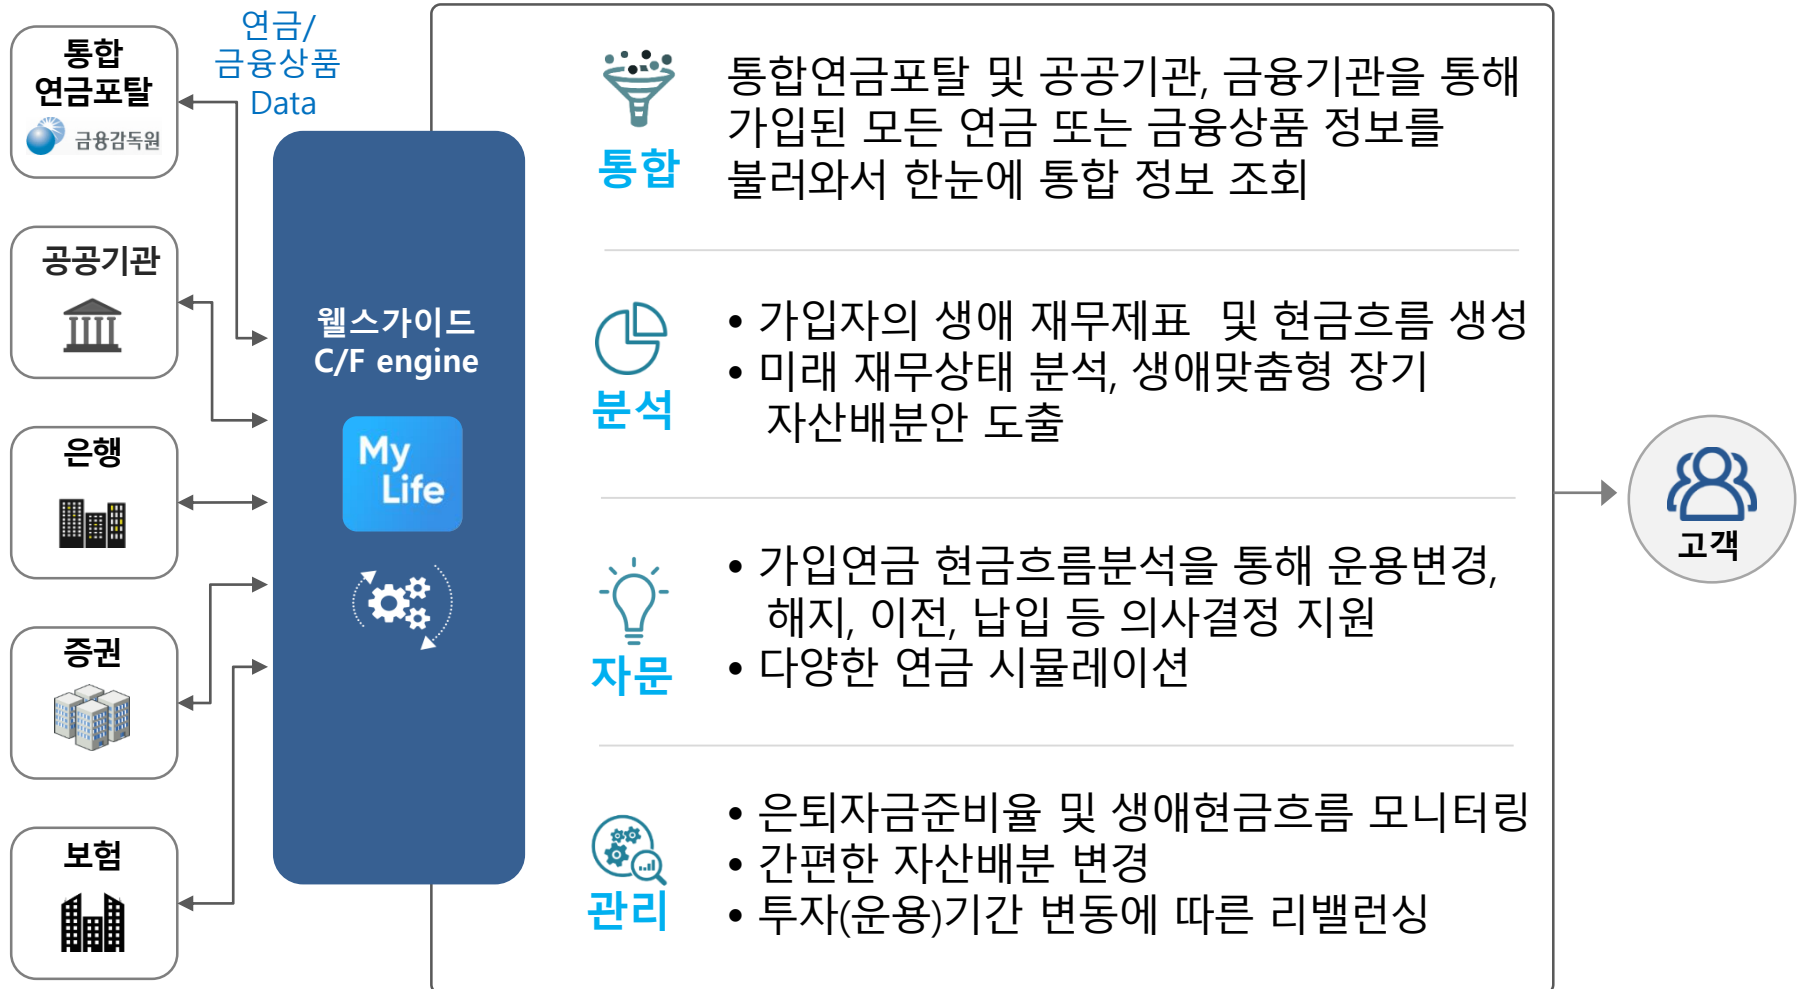 통합
연금포탈
금융감독원
공공기관
은행
증권
보험
연금/
금융상품
Data
웰스가이드
C/F engine
My
Life
통합
통합연금포탈 및 공공기관, 금융기관을 통해
가입된 모든 연금 또는 금융상품 정보를
불러와서 한눈에 통합 정보 조회
분석
• 가입자의 생애 재무제표 및 현금흐름 생성
• 미래 재무상태 분석, 생애맞춤형 장기
자산배분안 도출
자문
• 가입연금 현금흐름분석을 통해 운용변경,
해지, 이전, 납입 등 의사결정 지원
• 다양한 연금 시뮬레이션
관리
• 은퇴자금준비율 및 생애현금흐름 모니터링
• 간편한 자산배분 변경
• 투자(운용)기간 변동에 따른 리밸런싱
고객